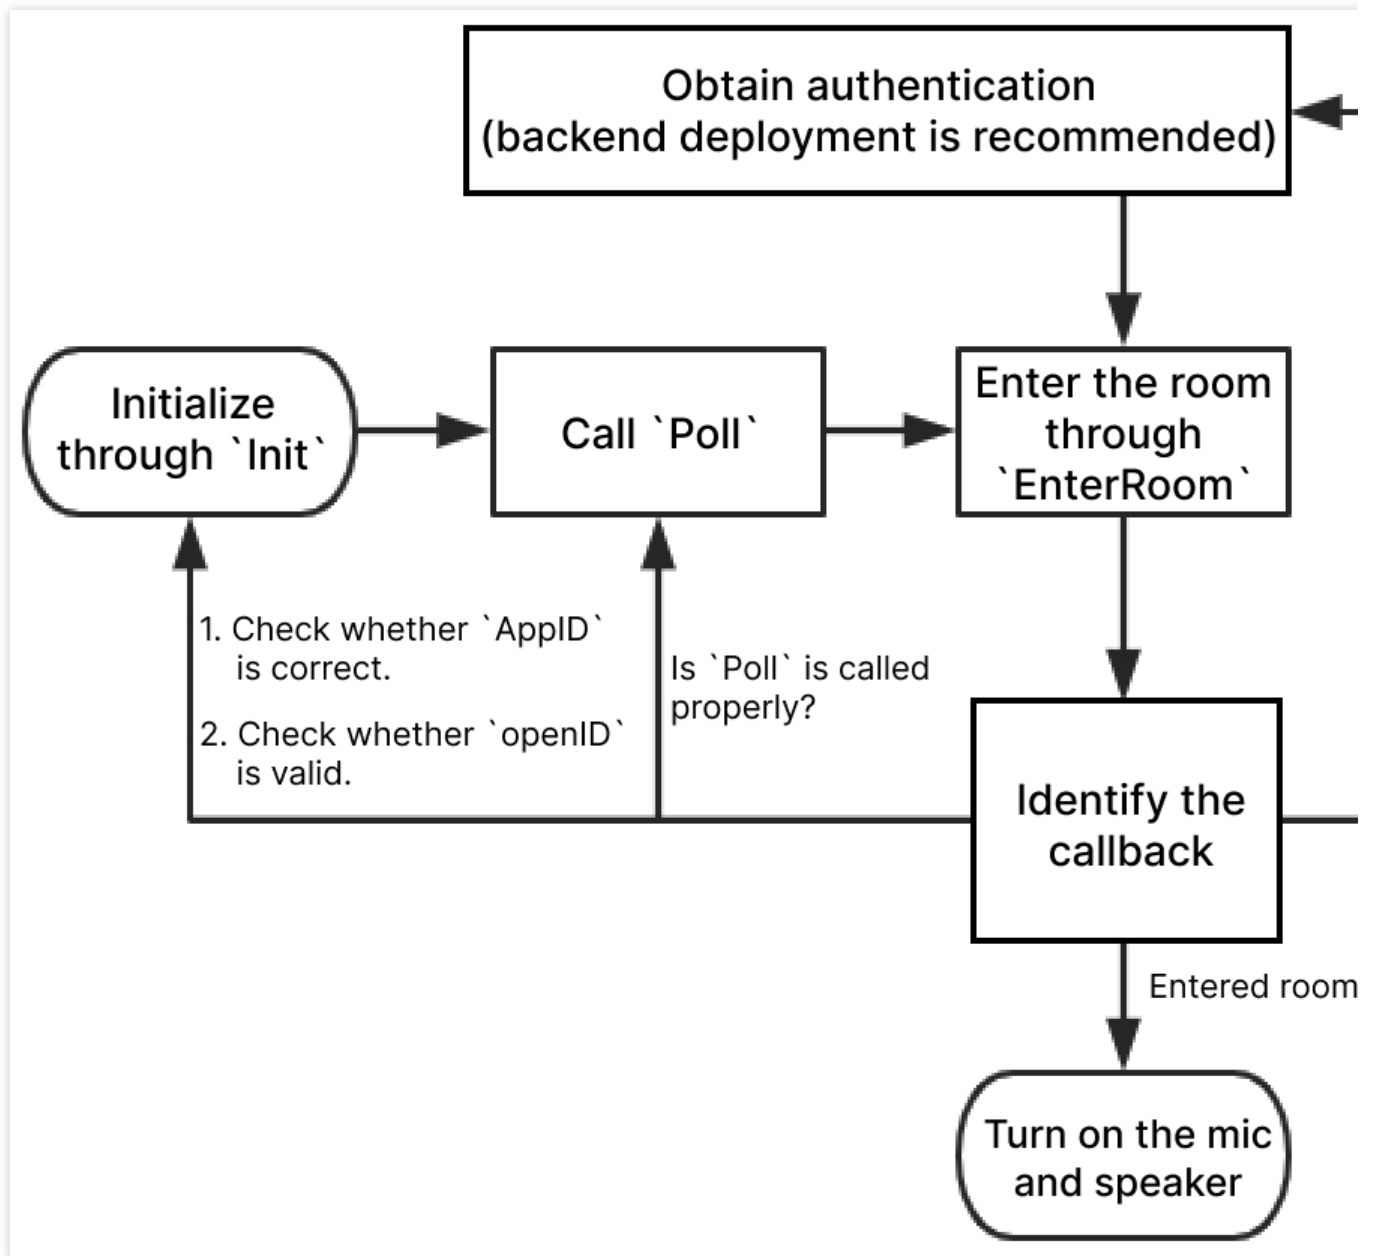 Obtain authentication
(backend deployment is recommended)
Initialize
through `Init`
Call `Poll`
Enter the room
through
`EnterRoom`
1. Check whether `AppID`
is correct.
2. Check whether `openID`
is valid.
Is `Poll` is called
properly?
Identify the
callback
Entered room
Turn on the mic
and speaker